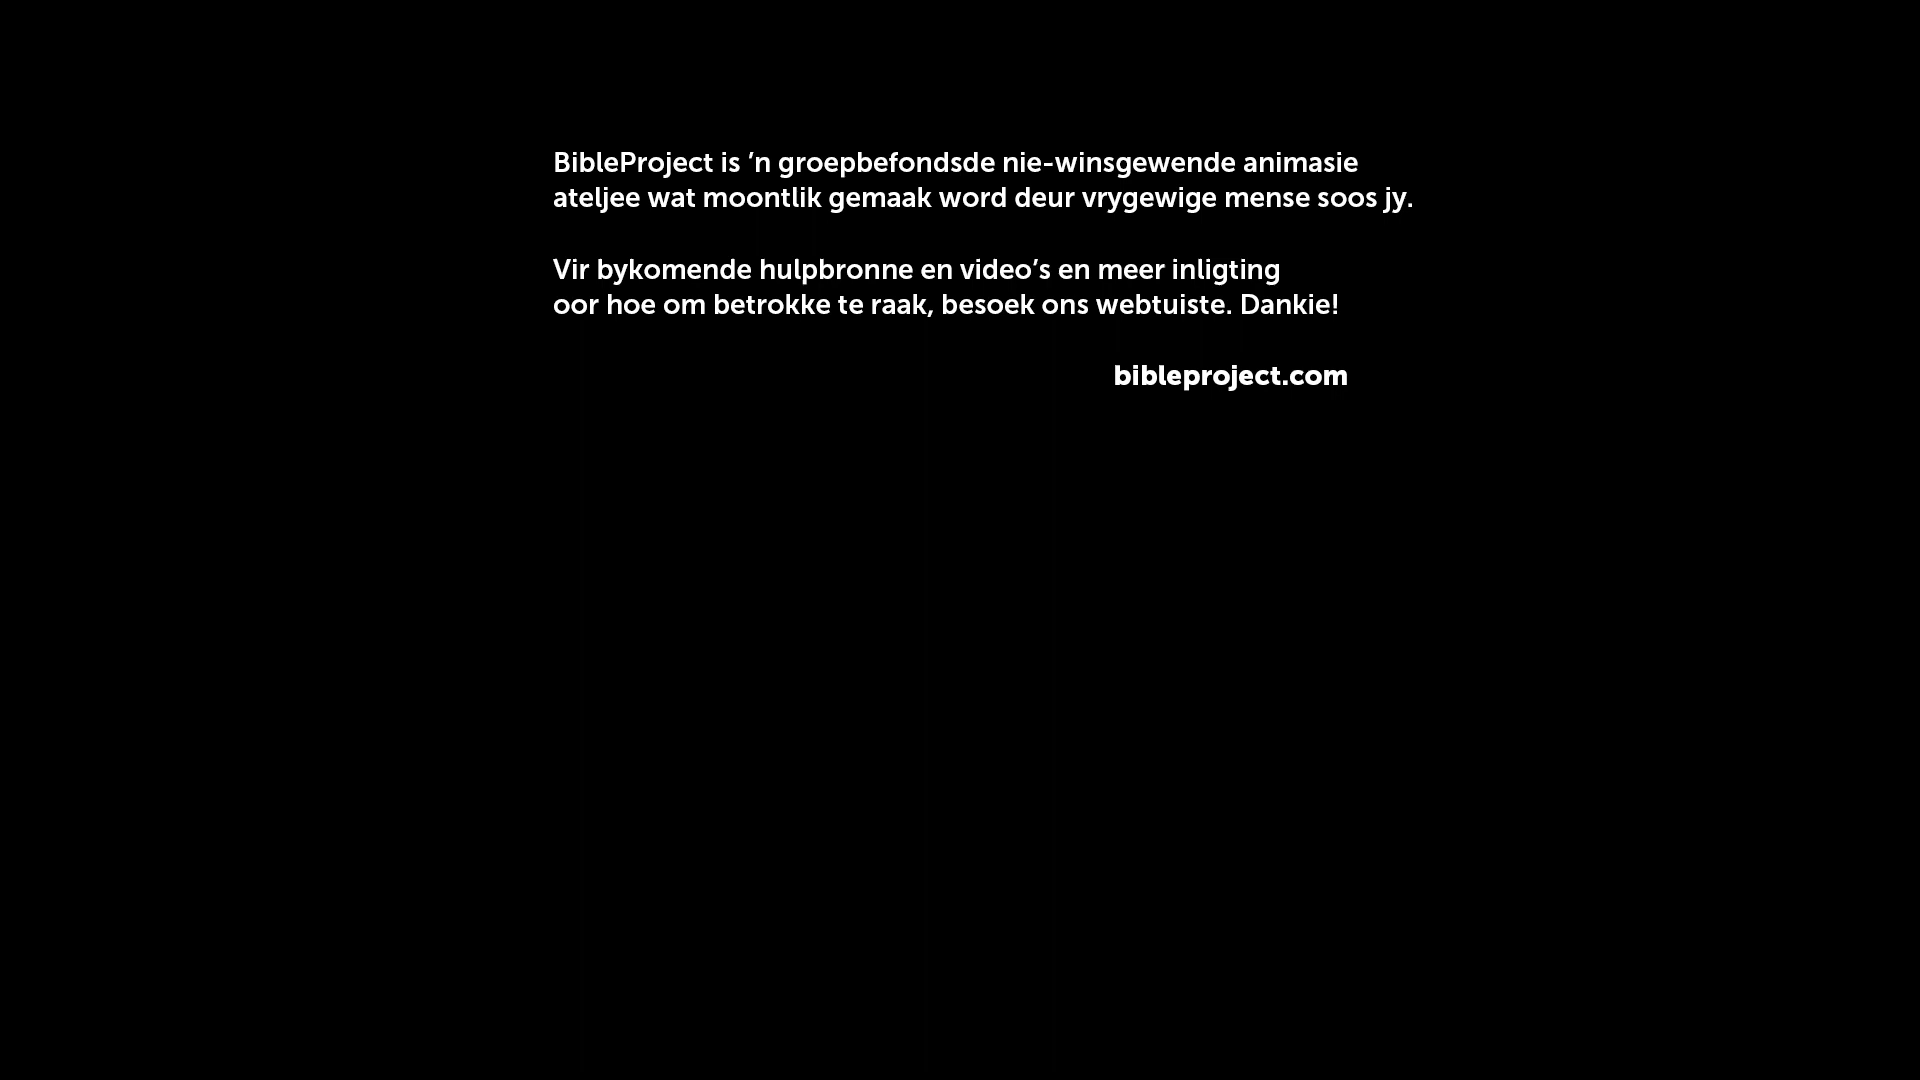 BibleProject is ’n groepbefondsde nie-winsgewende animasie
ateljee wat moontlik gemaak word deur vrygewige mense soos jy.
Vir bykomende hulpbronne en video’s en meer inligting
oor hoe om betrokke te raak, besoek ons webtuiste. Dankie!
bibleproject.com